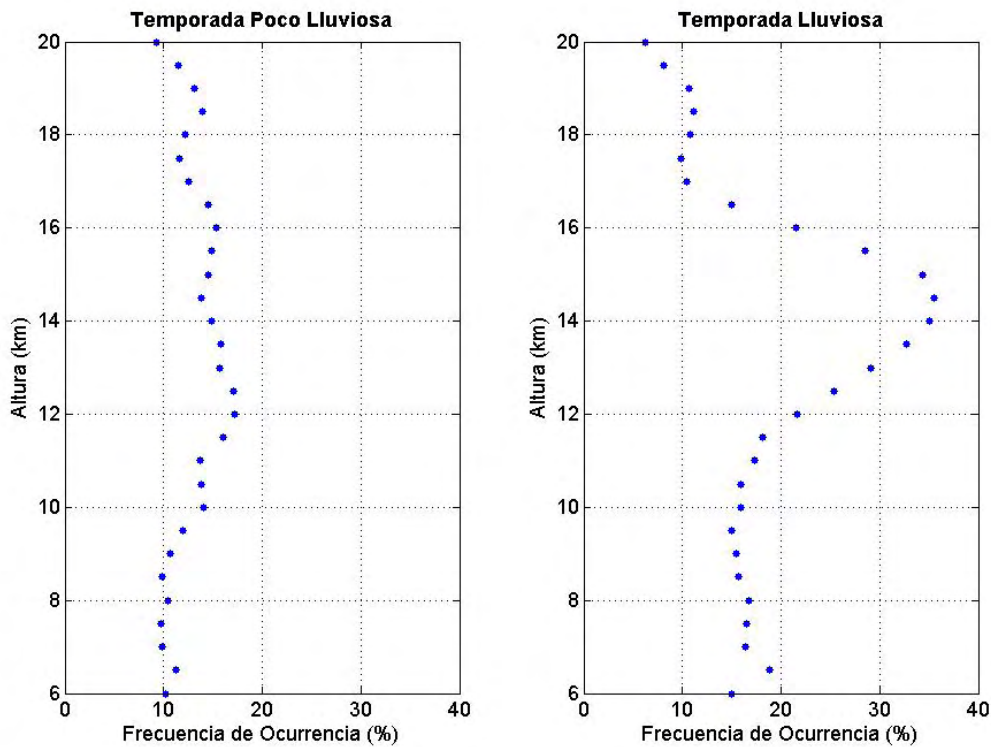 Temporada Poco Lluviosa
20
18
16
14
12
10
8
6
Altura (km)
0 10 20 30 40
Frecuencia de Ocurrencia (%)
Temporada Lluviosa
20
18
16
14
12
10
8
6
Altura (km)
0 10 20 30 40
Frecuencia de Ocurrencia (%)